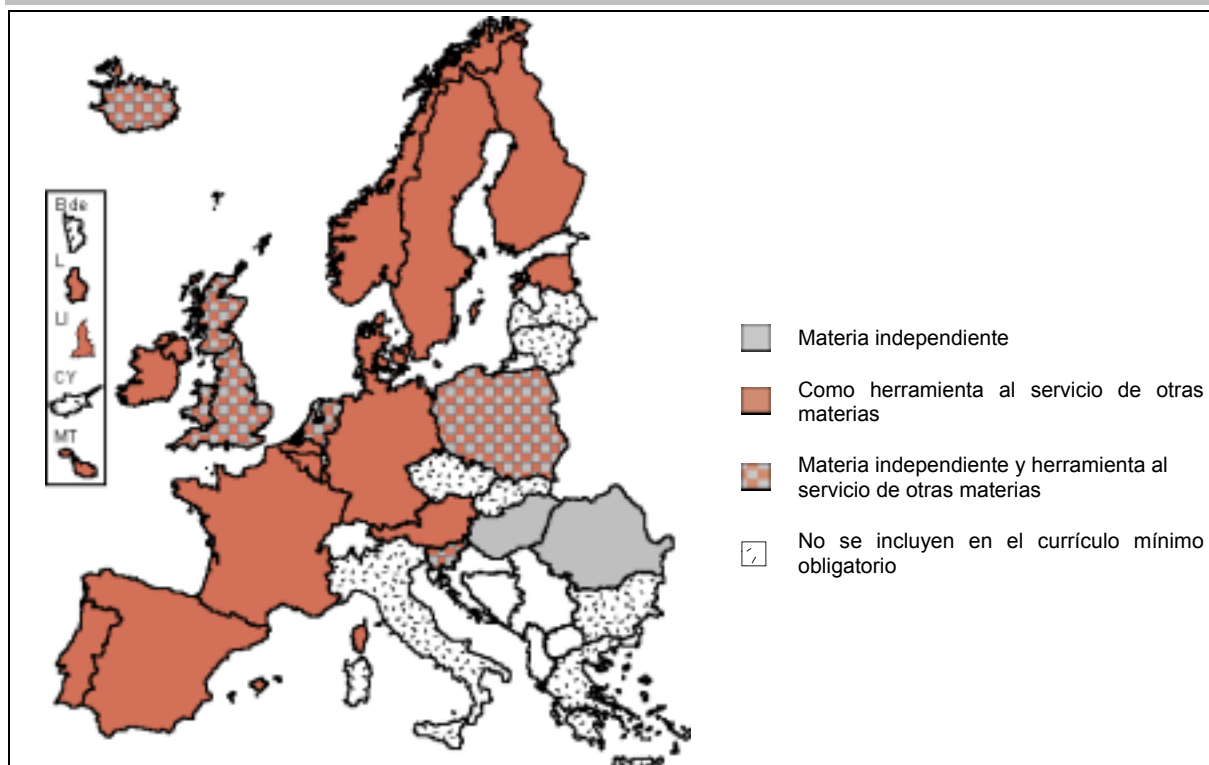 B de
L
LI
CY
MT
Materia independiente
Como herramienta al servicio de otras
materias
Materia independiente y herramienta al
servicio de otras materias
No se incluyen en el currículo mínimo
obligatorio